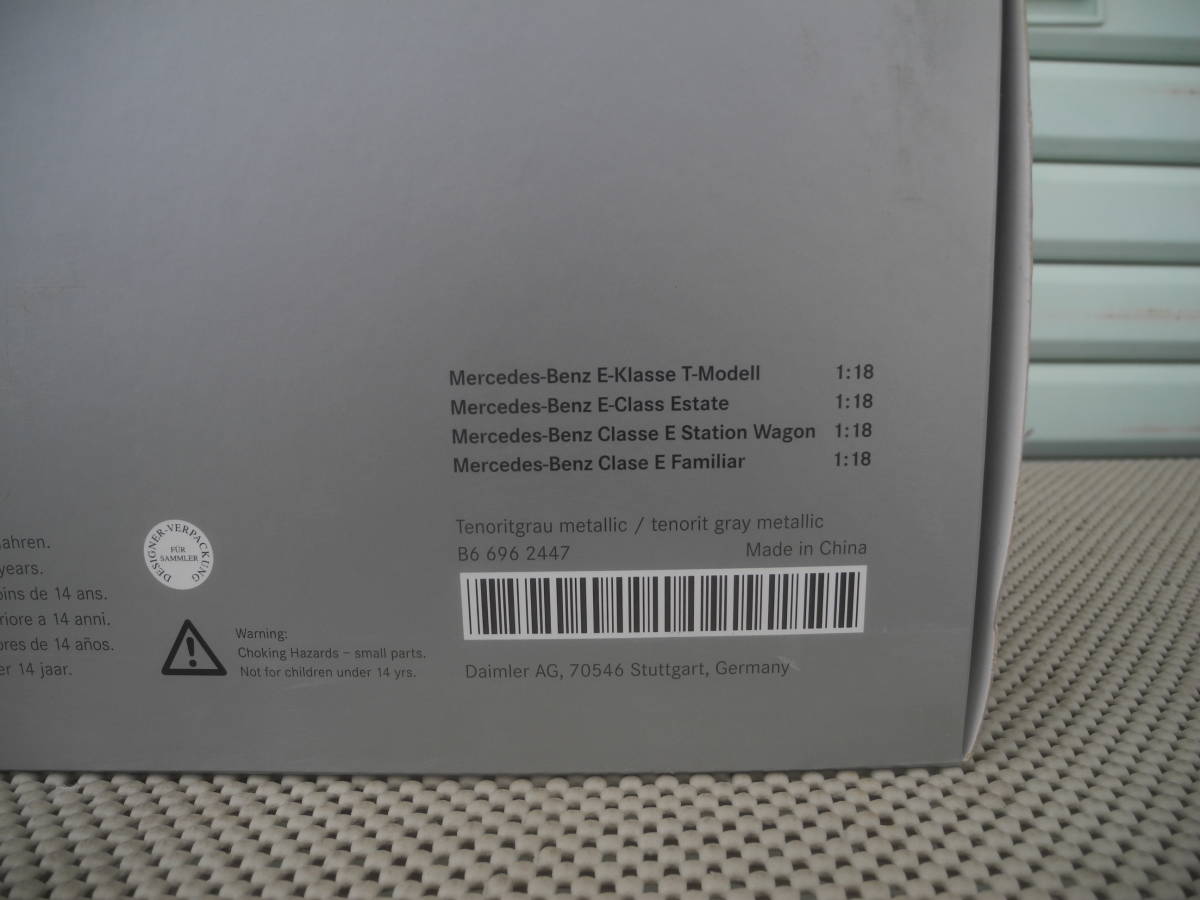 Mercedes-Benz E-Klasse T-Modell 1:18
Mercedes-Benz E-Class Estate 1:18
Mercedes-Benz Classe E Station Wagon 1:18
Mercedes-Benz Clase E Familiar 1:18
Tenoritgrau metallic / tenorit gray metallic
B6 696 2447 Made in China
Daimler AG, 70546 Stuttgart, Germany
DESIGNER-VERPACKUNG
FÜR
SAMMLER
Warning:
Choking Hazards – small parts.
Not for children under 14 yrs.
years.
de 14 ans.
a 14 anni.
de 14 años.
14 jaar.